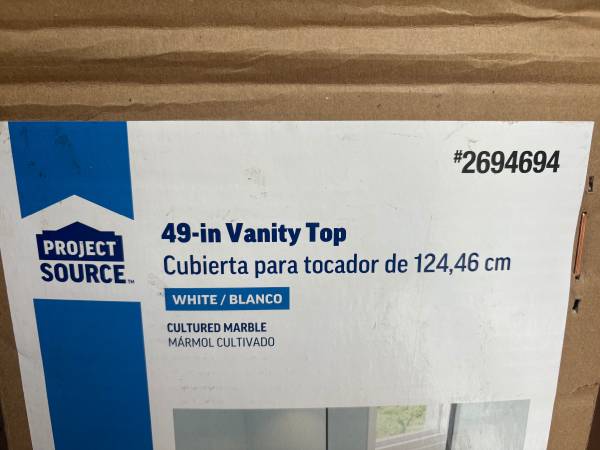 #2694694
49-in Vanity Top
Cubierta para tocador de 124,46 cm
PROJECT
SOURCE™
WHITE / BLANCO
CULTURED MARBLE
MÁRMOL CULTIVADO